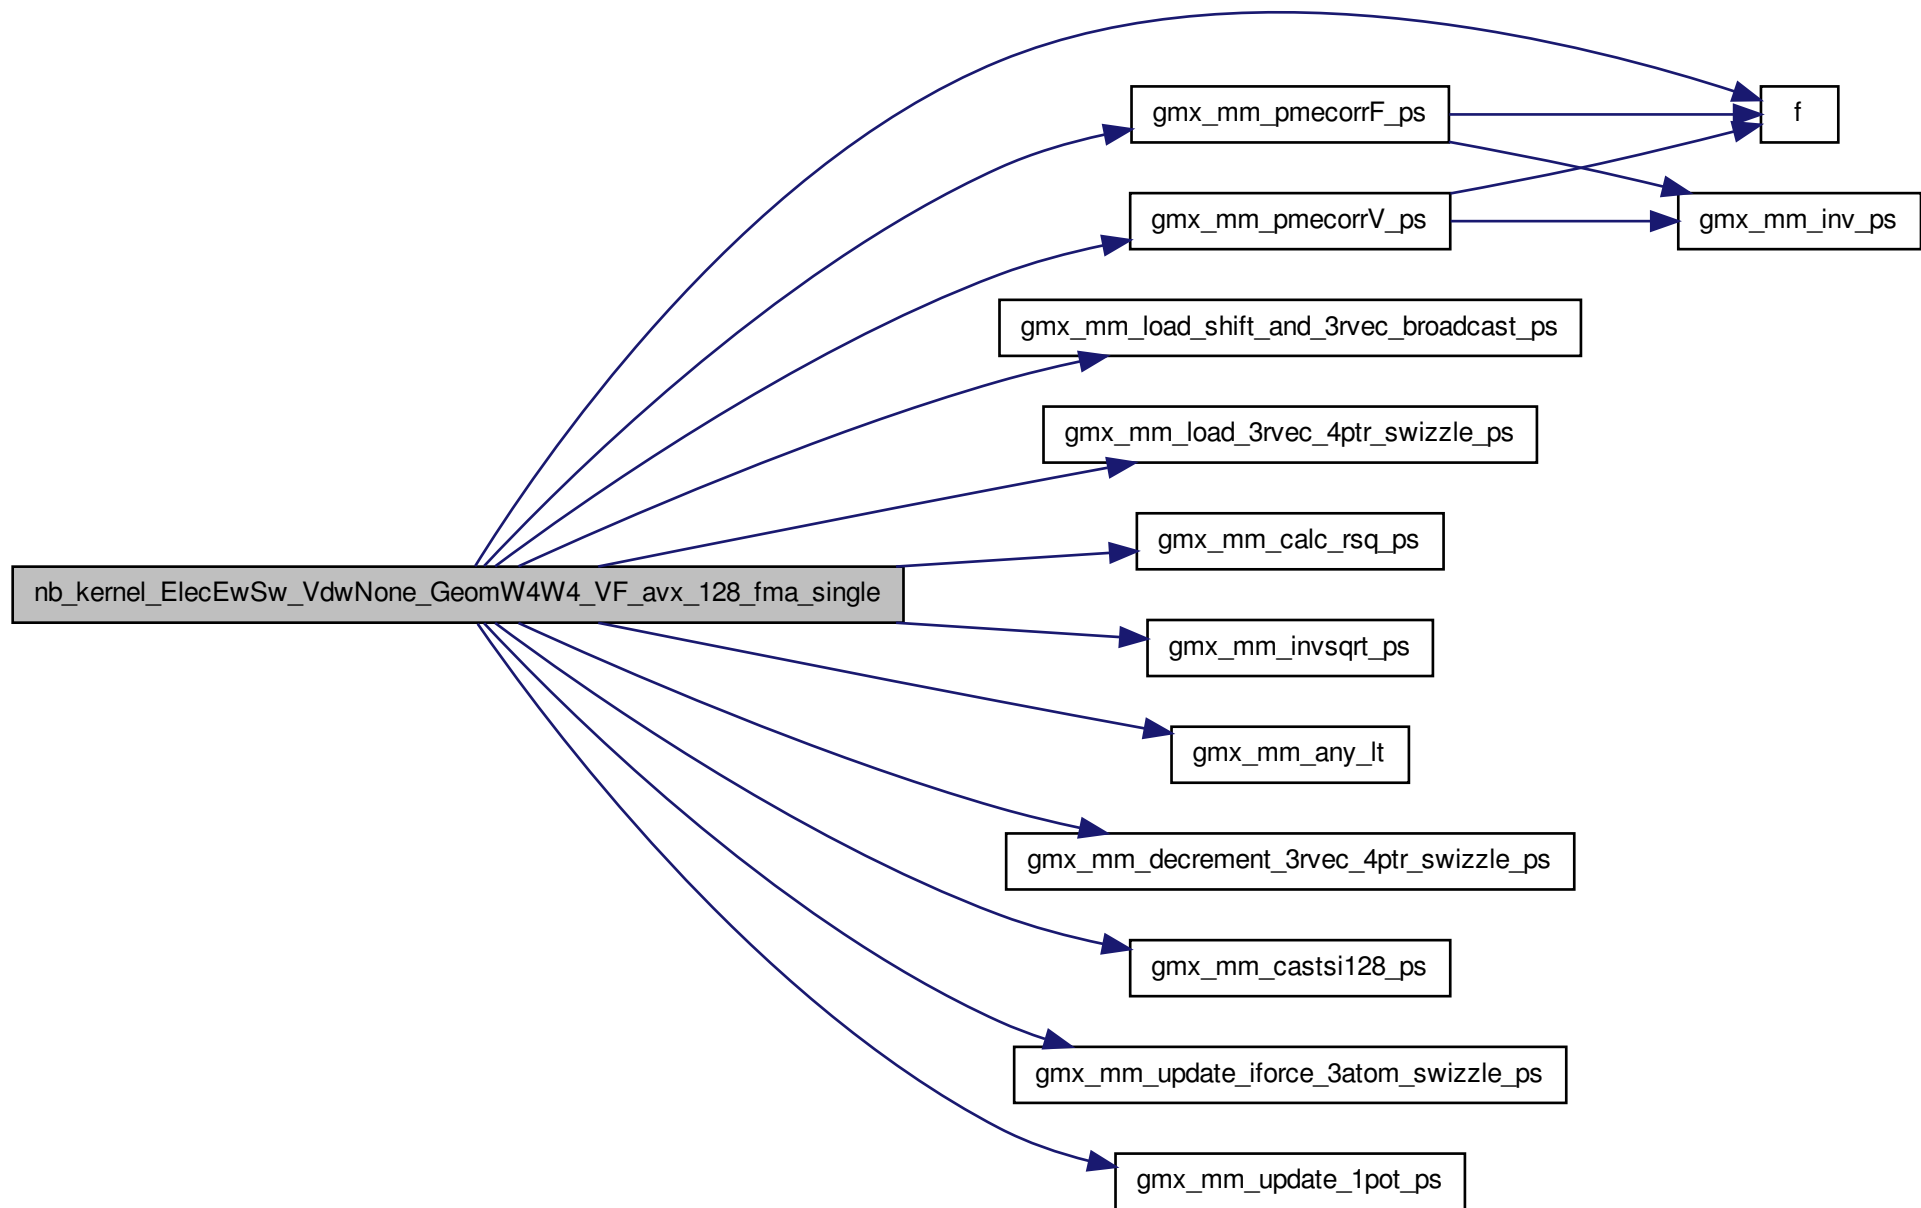 gmx_mm_pmecorrF_ps
f
gmx_mm_pmecorrV_ps
gmx_mm_inv_ps
gmx_mm_load_shift_and_3rvec_broadcast_ps
gmx_mm_load_3rvec_4ptr_swizzle_ps
gmx_mm_calc_rsq_ps
nb_kernel_ElecEwSw_VdwNone_GeomW4W4_VF_avx_128_fma_single
gmx_mm_invsqrt_ps
gmx_mm_any_lt
gmx_mm_decrement_3rvec_4ptr_swizzle_ps
gmx_mm_castsi128_ps
gmx_mm_update_iforce_3atom_swizzle_ps
gmx_mm_update_1pot_ps